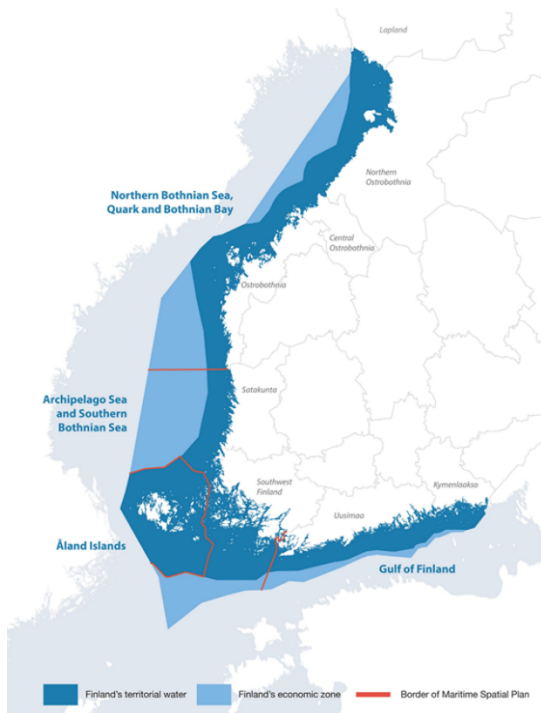 Lapland
Northern
Ostrobothnia
Northern Bothnian Sea,
Quark and Bothnian Bay
Central
Ostrobothnia
Ostrobothnia
Satakunta
Archipelago Sea
and Southern
Bothnian Sea
Southwest
Finland
Kymenlaakso
Uusimaa
Åland Islands
Gulf of Finland
Finland's territorial water
Finland's economic zone
Border of Maritime Spatial Plan